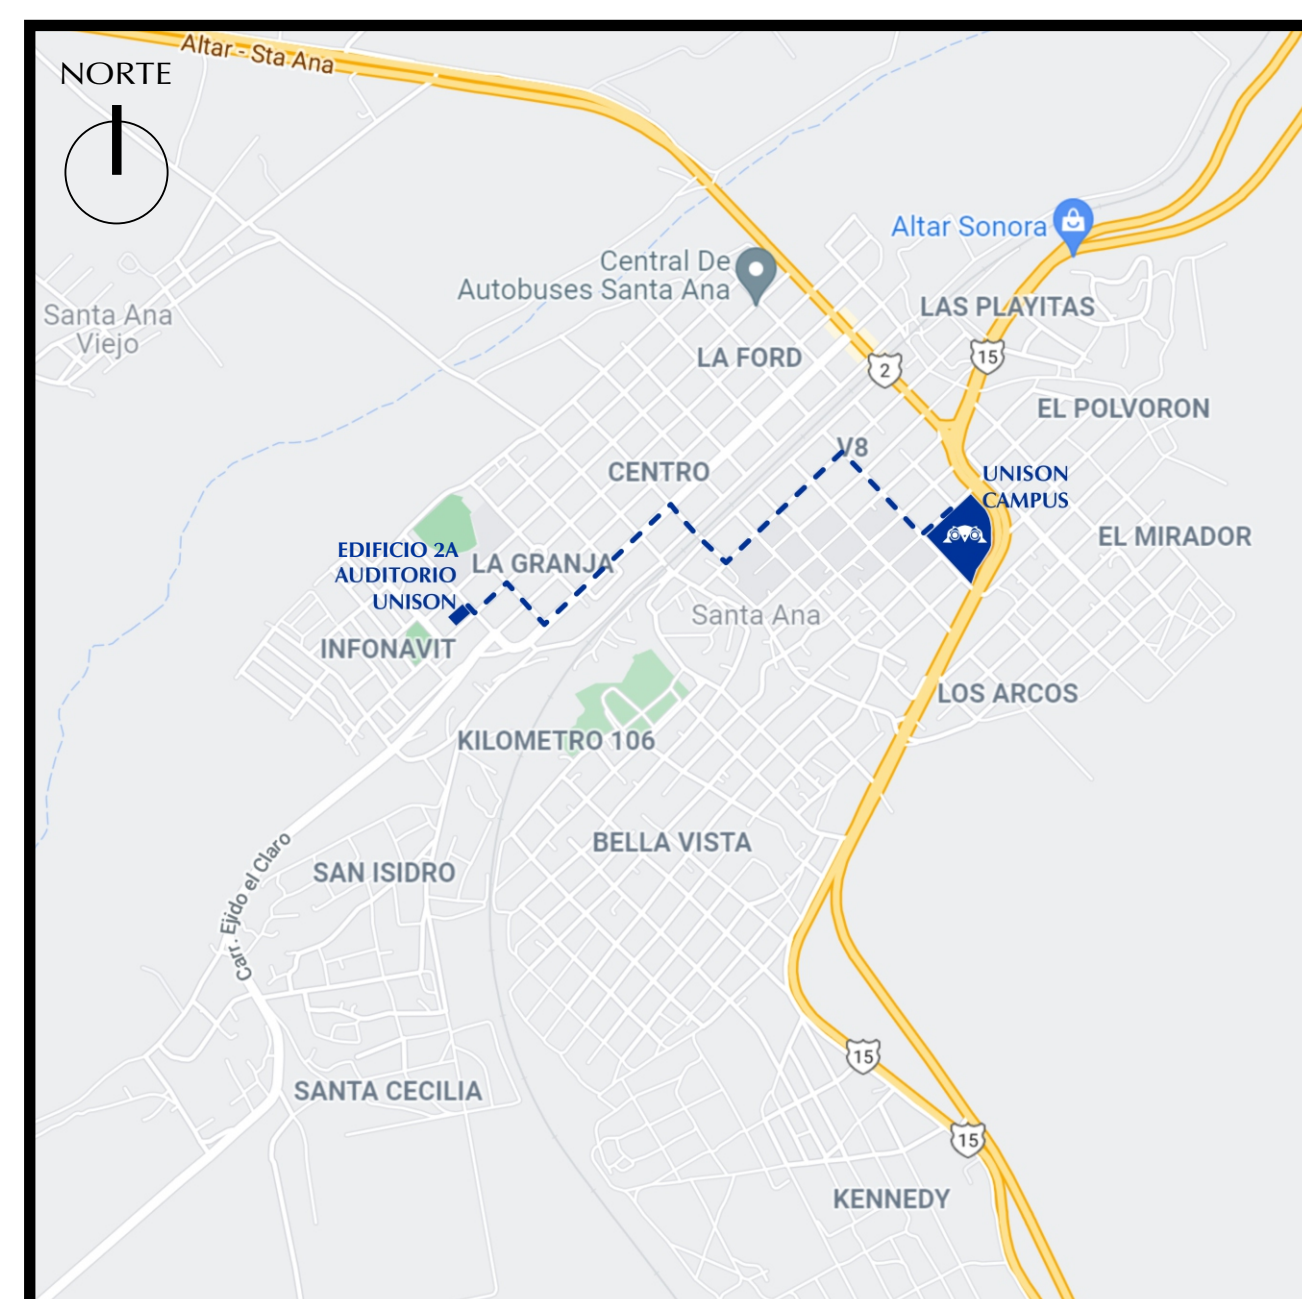 Altar - Sta Ana
NORTE
Altar Sonora
Central De
Autobuses Santa Ana
LAS PLAYITAS
Santa Ana
Viejo
LA FORD
15
2
EL POLVORON
V8
CENTRO
UNISON
CAMPUS
EL MIRADOR
EDIFICIO 2A
AUDITORIO
UNISON
LA GRANJA
Santa Ana
INFONAVIT
LOS ARCOS
KILOMETRO 106
BELLA VISTA
SAN ISIDRO
Carr. Ejido el Claro
15
SANTA CECILIA
15
KENNEDY